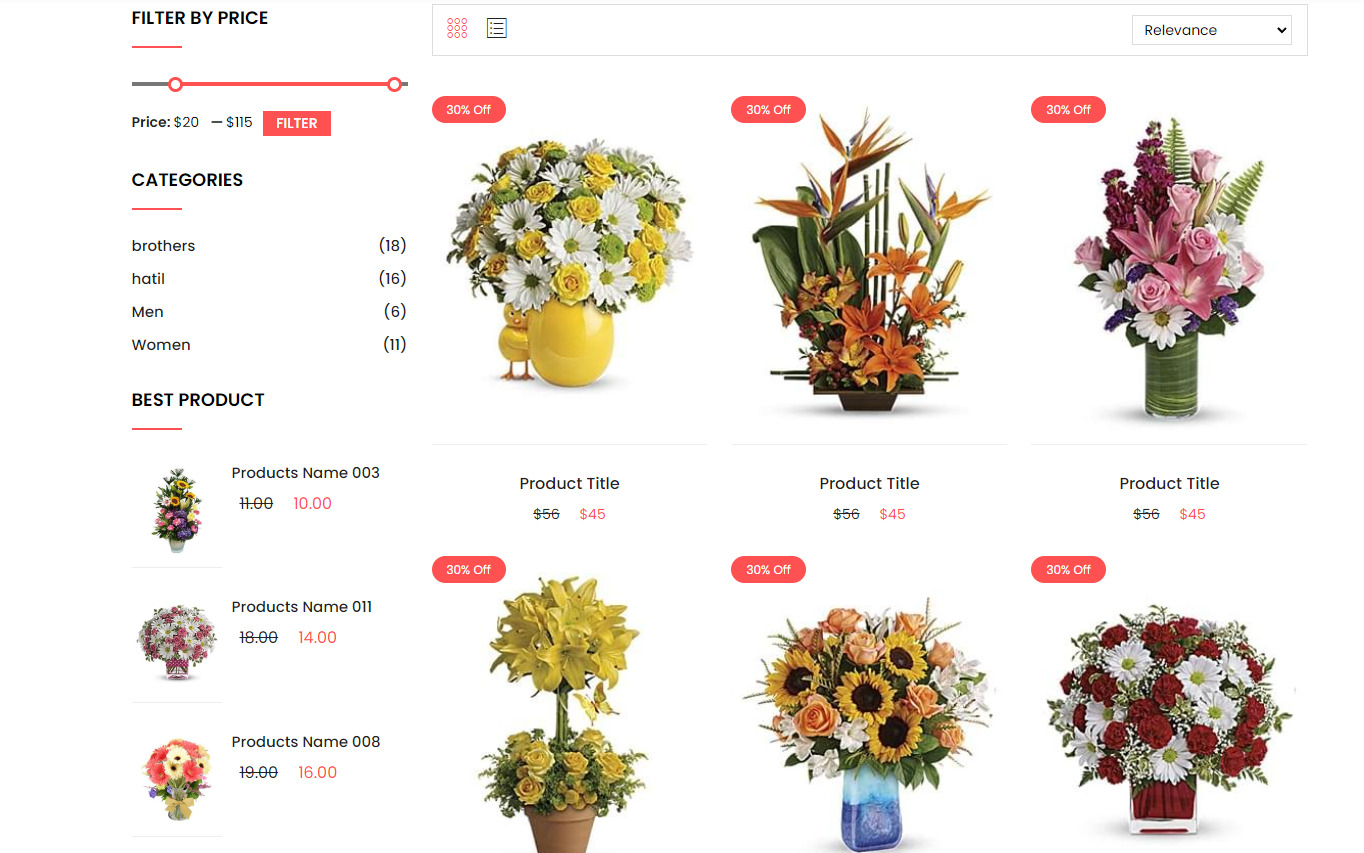 FILTER BY PRICE
Price: $20 — $115 FILTER
CATEGORIES
brothers (18)
hatil (16)
Men (6)
Women (11)
BEST PRODUCT
Products Name 003
11.00 10.00
Products Name 011
18.00 14.00
Products Name 008
19.00 16.00
Relevance
30% Off
30% Off
30% Off
Product Title
$56 $45
Product Title
$56 $45
Product Title
$56 $45
30% Off
30% Off
30% Off